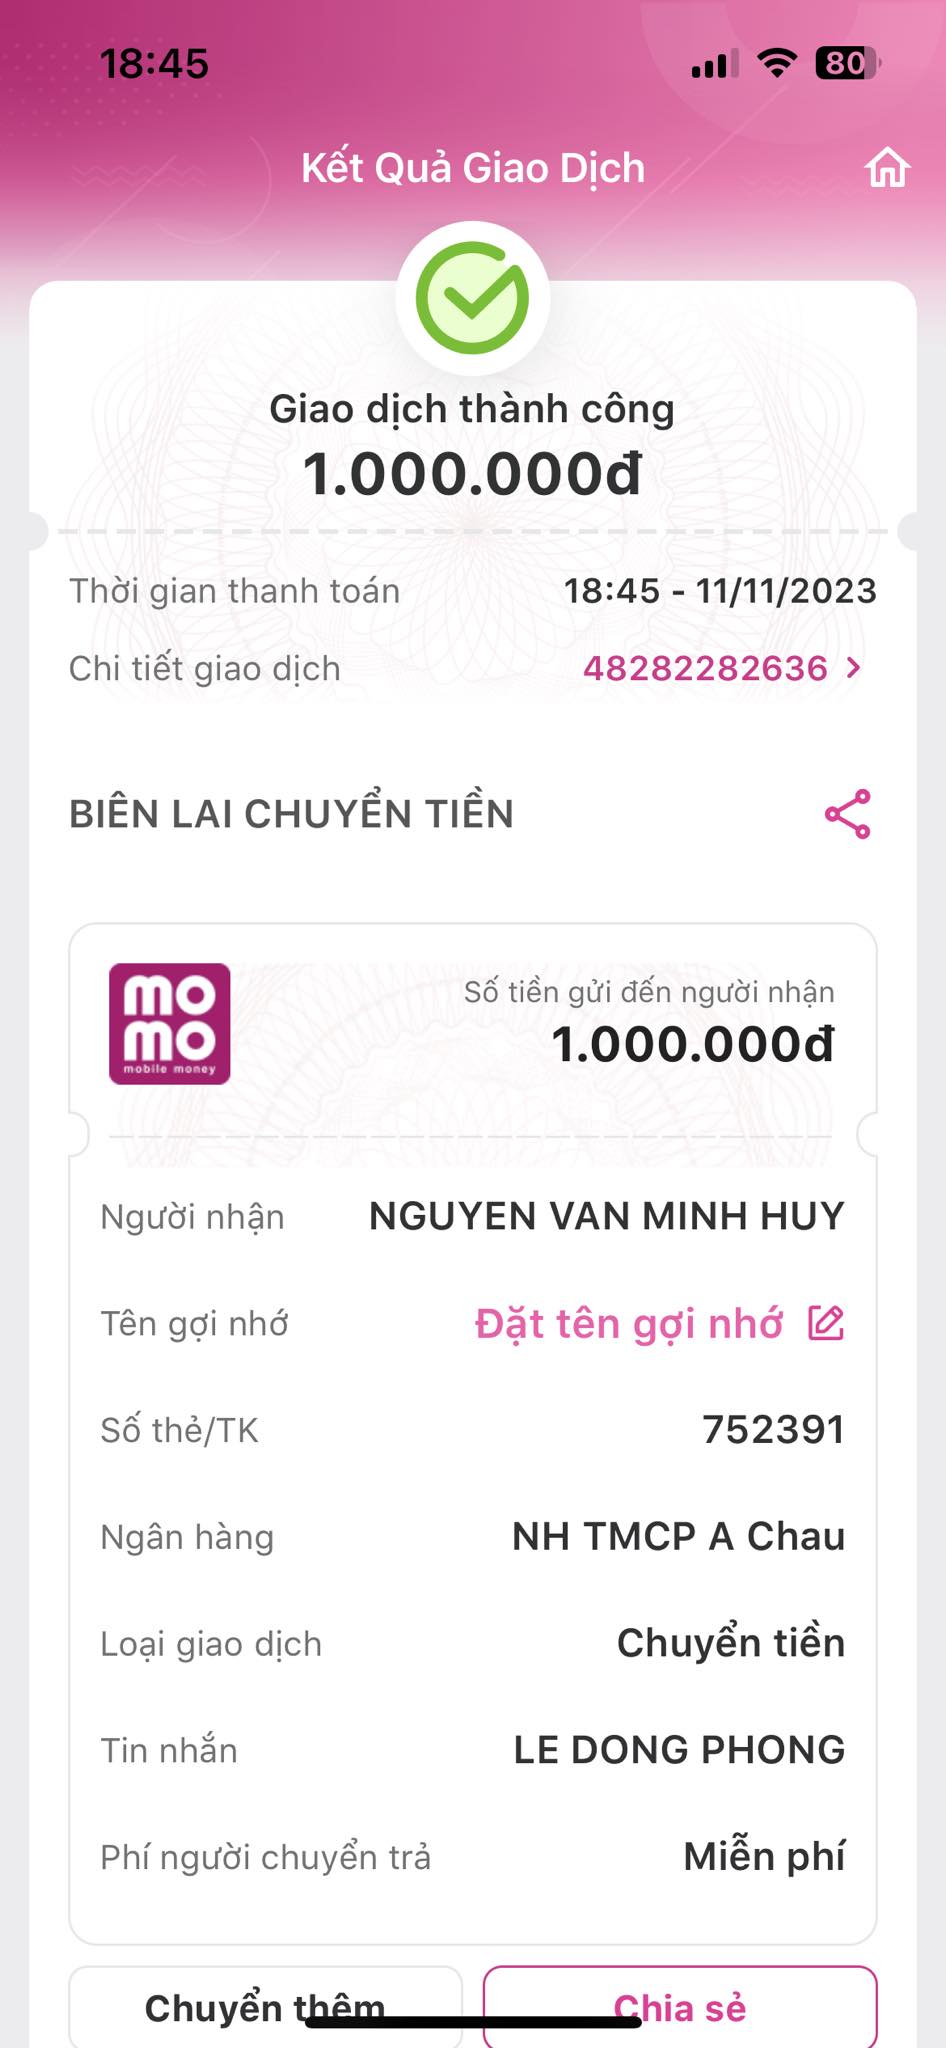 18:45
80
Kết Quả Giao Dịch
Giao dịch thành công
1.000.000đ
Thời gian thanh toán 18:45 - 11/11/2023
Chi tiết giao dịch 48282282636
BIÊN LAI CHUYỂN TIỀN
mo
mo
mobile money
Số tiền gửi đến người nhận
1.000.000đ
Người nhận NGUYEN VAN MINH HUY
Tên gợi nhớ Đặt tên gợi nhớ
Số thẻ/TK 752391
Ngân hàng NH TMCP A Chau
Loại giao dịch Chuyển tiền
Tin nhắn LE DONG PHONG
Phí người chuyển trả Miễn phí
Chuyển thêm Chia sẻ